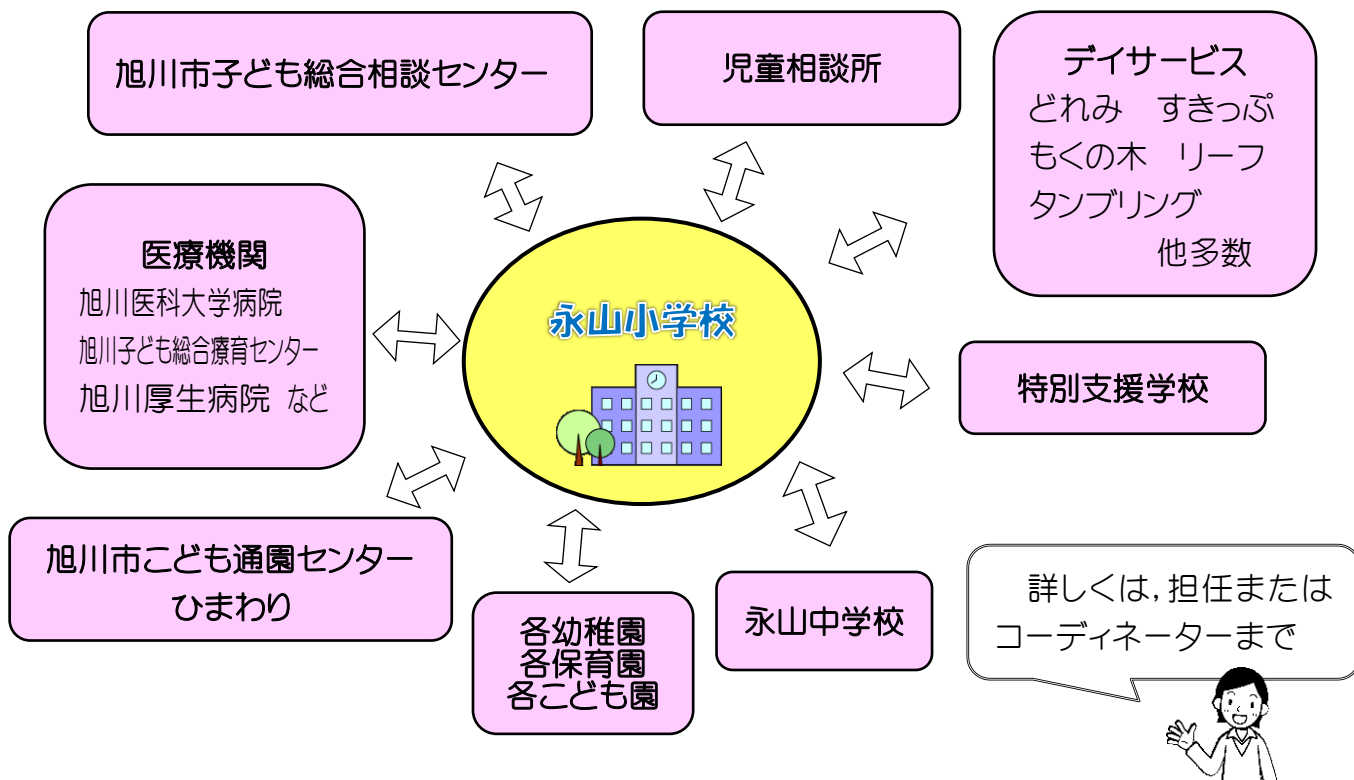 旭川市子ども総合相談センター
児童相談所
デイサービス
どれみ　すきっぷ
もくの木　リーフ
タンブリング
他多数
医療機関
旭川医科大学病院
旭川子ども総合療育センター
旭川厚生病院 など
永山小学校
特別支援学校
旭川市こども通園センター
ひまわり
各幼稚園
各保育園
各こども園
永山中学校
詳しくは，担任または
コーディネーターまで